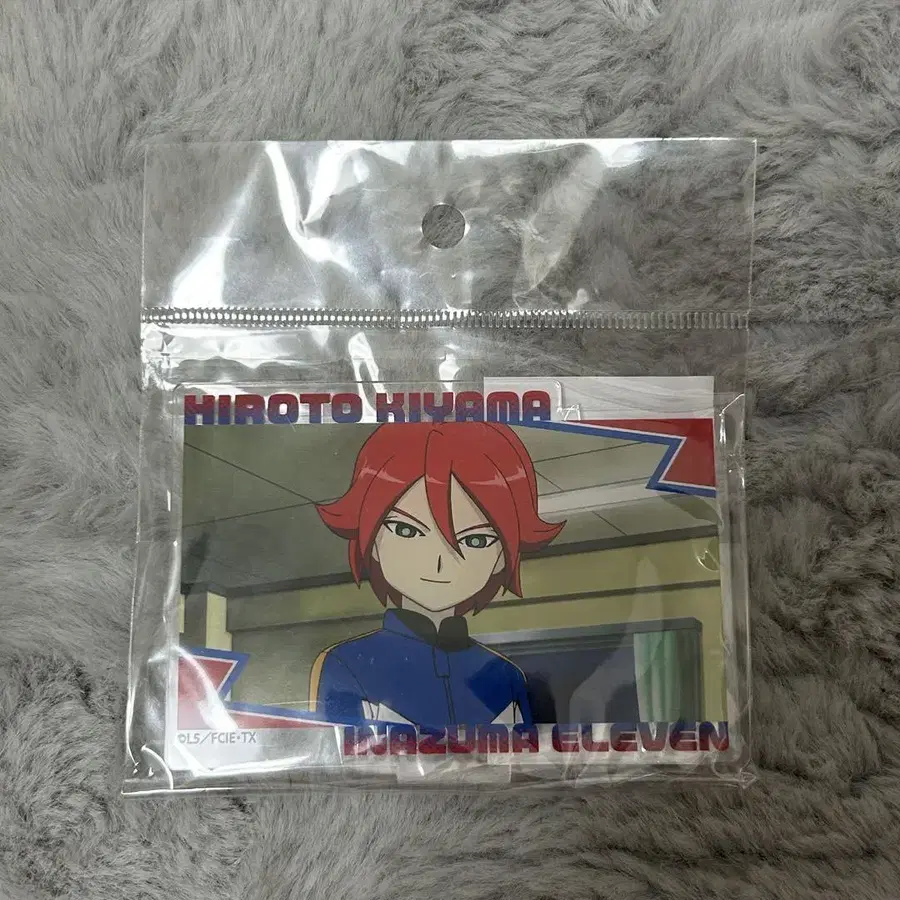 HIROTO KIYAMA
©L5/FCIE・TX
INAZUMA ELEVEN